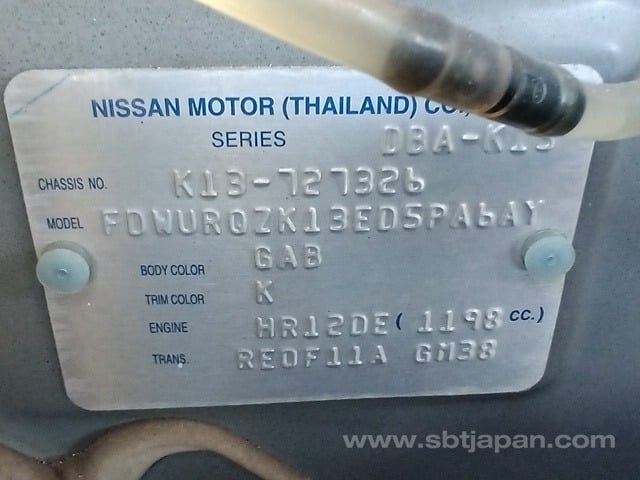 NISSAN MOTOR (THAILAND) CO.,
SERIES DBA-K13
CHASSIS NO. K13-727326
MODEL FDWURQZK13EDSPA6AY
BODY COLOR GAB
TRIM COLOR K
ENGINE HR12DE ( 1198 cc. )
TRANS. RE0F11A GM38
www.sbtjapan.com